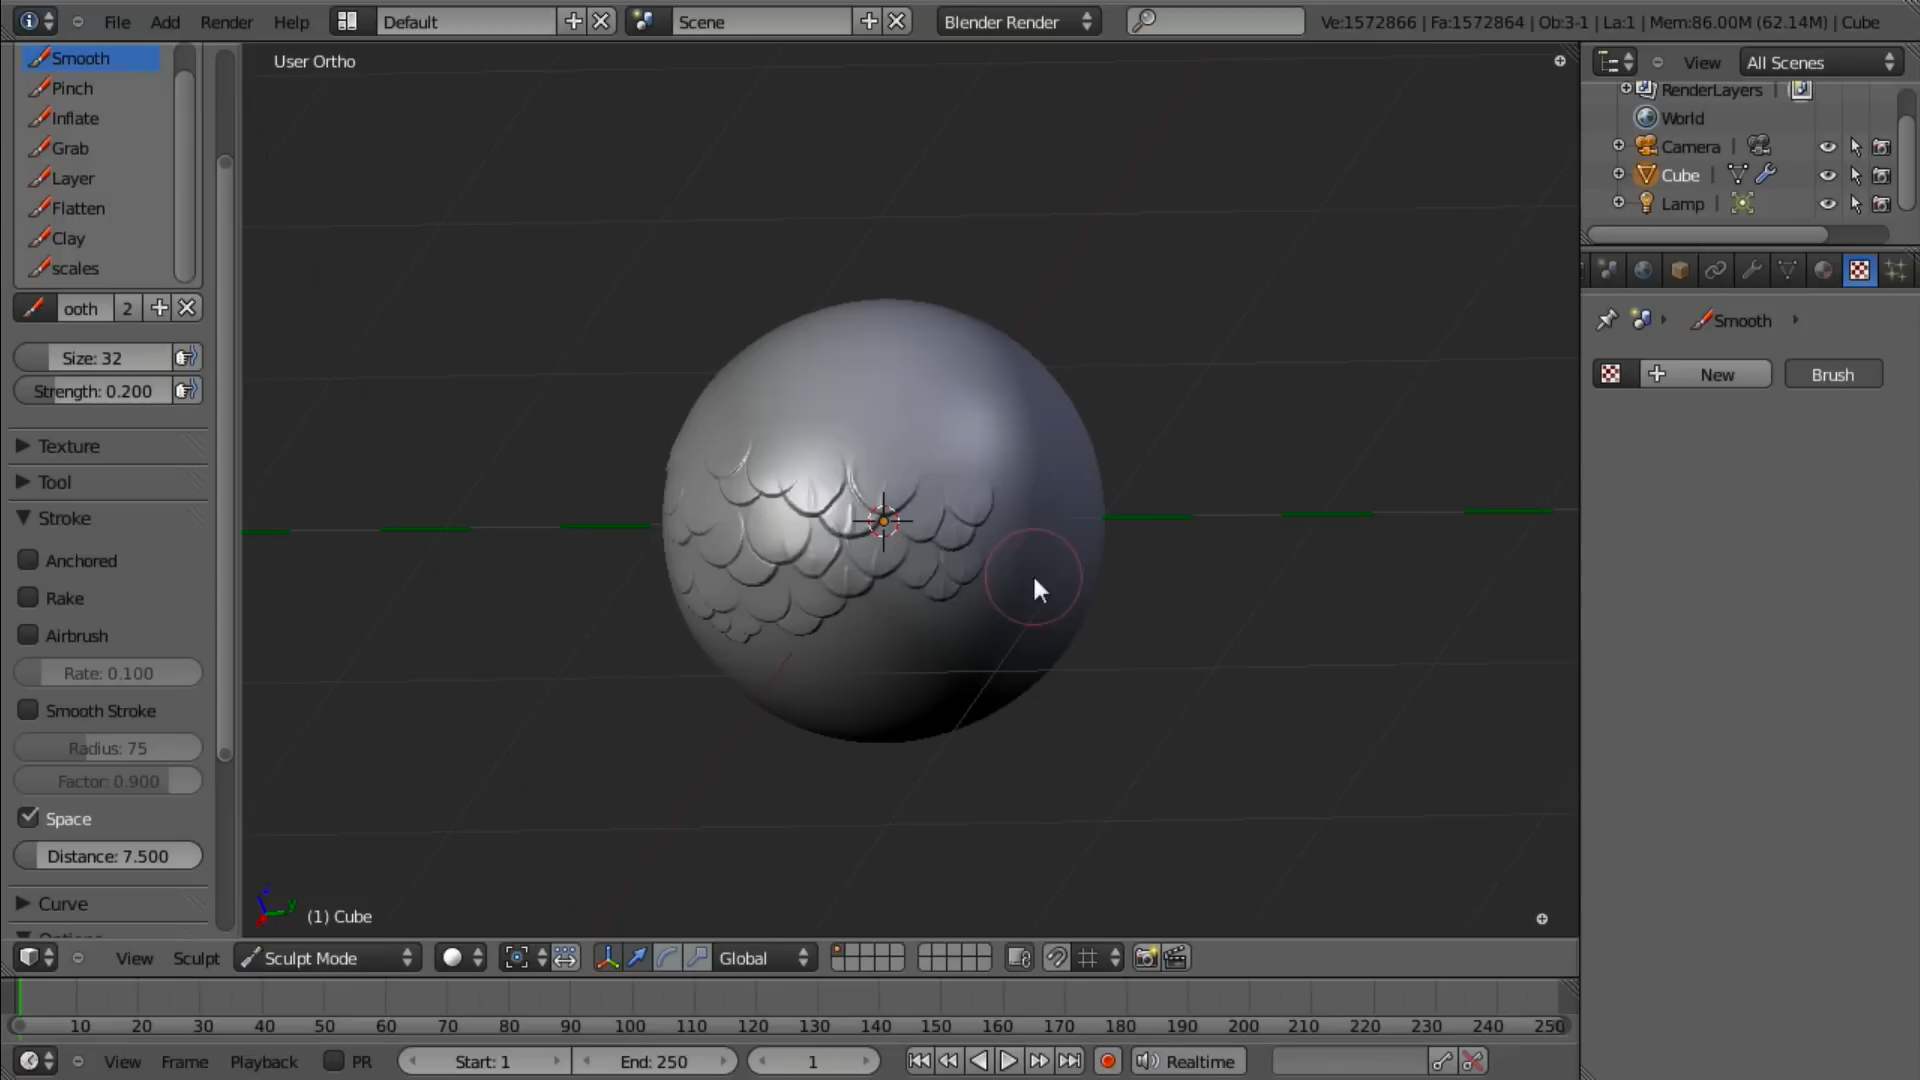 File Add Render Help Default Scene Blender Render Ve:1572866 | Fa:1572864 | Ob:3-1 | La:1 | Mem:86.00M (62.14M) | Cube
Smooth
Pinch
Inflate
Grab
Layer
Flatten
Clay
scales
ooth 2
Size: 32
Strength: 0.200
Texture
Tool
Stroke
Anchored
Rake
Airbrush
Rate: 0.100
Smooth Stroke
Radius: 75
Factor: 0.900
Space
Distance: 7.500
Curve
User Ortho
(1) Cube
View All Scenes
RenderLayers
World
Camera
Cube
Lamp
Smooth
New Brush
View Sculpt Sculpt Mode Global
10 20 30 40 50 60 70 80 90 100 110 120 130 140 150 160 170 180 190 200 210 220 230 240 250
View Frame Playback PR Start: 1 End: 250 1 Realtime